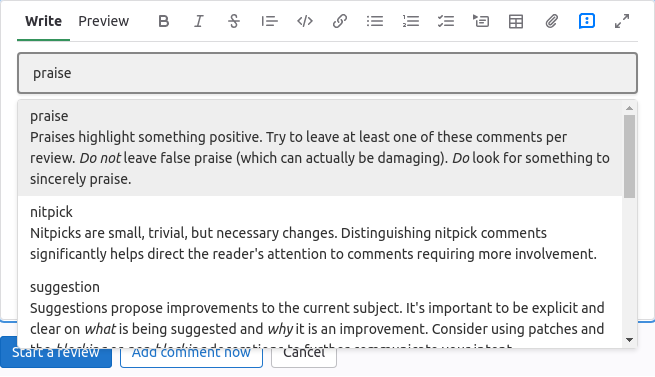 Write Preview
praise
praise
Praises highlight something positive. Try to leave at least one of these comments per
review. Do not leave false praise (which can actually be damaging). Do look for something to
sincerely praise.
nitpick
Nitpicks are small, trivial, but necessary changes. Distinguishing nitpick comments
significantly helps direct the reader's attention to comments requiring more involvement.
suggestion
Suggestions propose improvements to the current subject. It's important to be explicit and
clear on what is being suggested and why it is an improvement. Consider using patches and
Start a review Add comment now Cancel